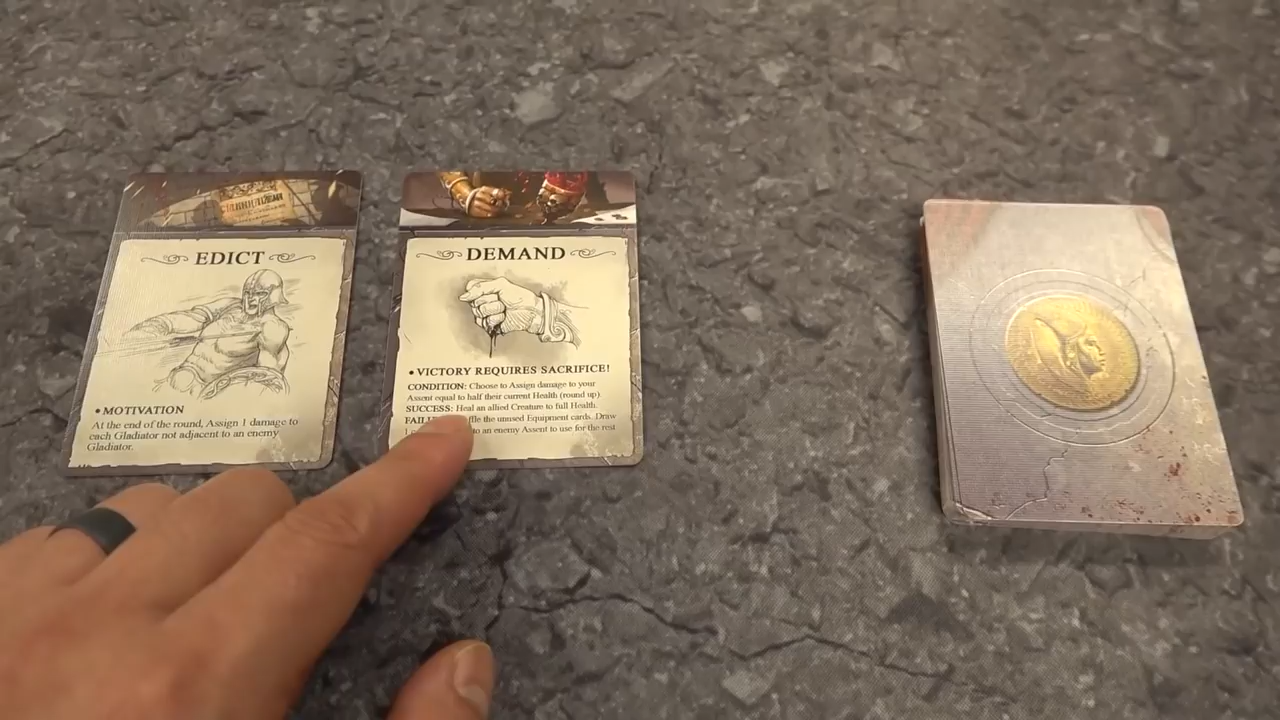 EDICT
• MOTIVATION
At the end of the round, Assign 1 damage to
each Gladiator not adjacent to an enemy
Gladiator.
DEMAND
• VICTORY REQUIRES SACRIFICE!
CONDITION: Choose to Assign damage to your
Assent equal to half their current Health (round up).
SUCCESS: Heal an allied Creature to full Health.
the unused Equipment cards. Draw
to an enemy Assent to use for the rest